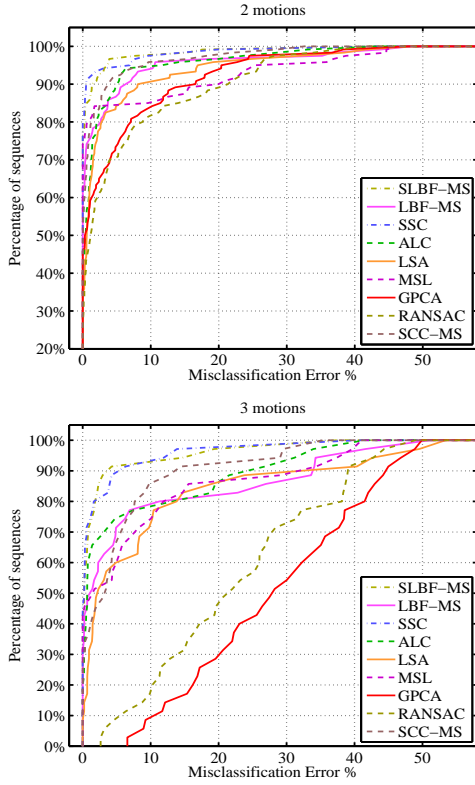 2 motions
100%
90%
80%
70%
60%
50%
40%
30%
20%
Percentage of sequences
SLBF−MS
LBF−MS
SSC
ALC
LSA
MSL
GPCA
RANSAC
SCC−MS
0 10 20 30 40 50
Misclassification Error %
3 motions
100%
90%
80%
70%
60%
50%
40%
30%
20%
10%
0%
Percentage of sequences
SLBF−MS
LBF−MS
SSC
ALC
LSA
MSL
GPCA
RANSAC
SCC−MS
0 10 20 30 40 50
Misclassification Error %